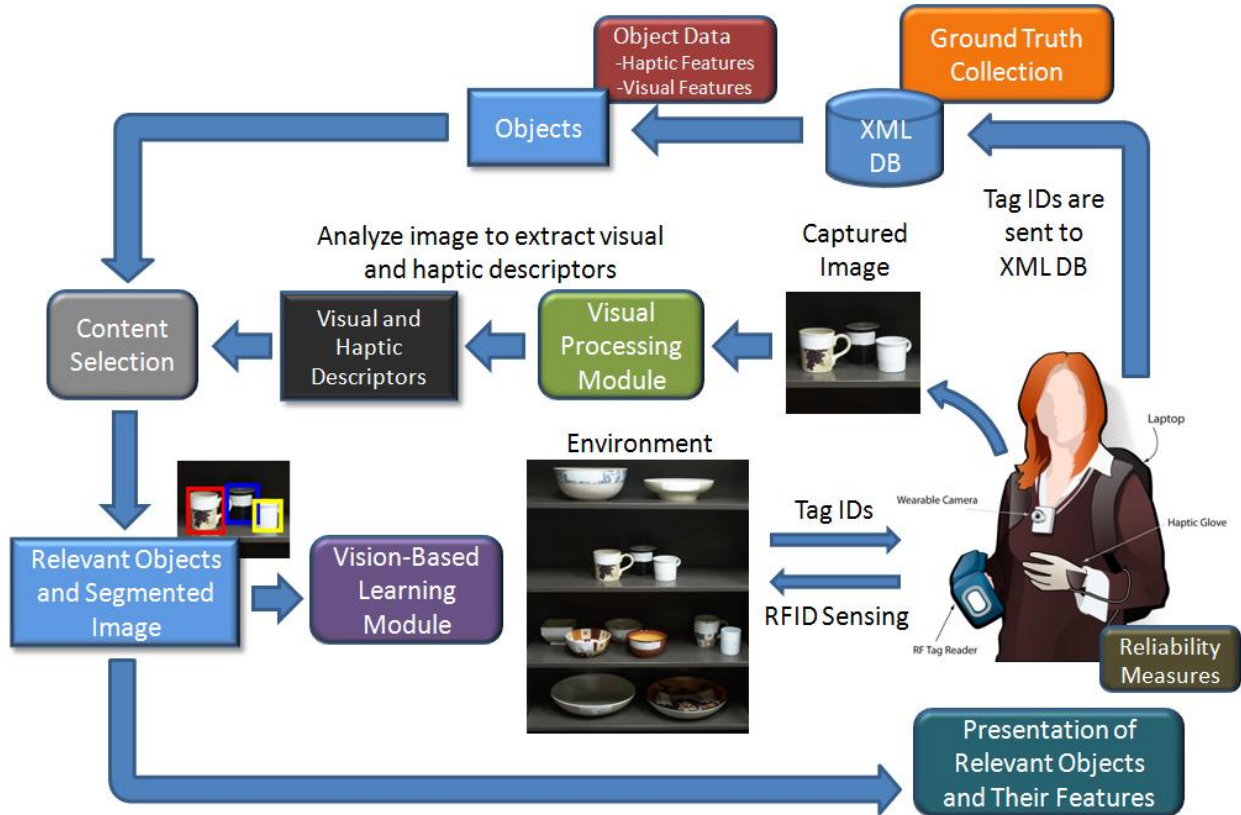 Object Data
-Haptic Features
-Visual Features
Ground Truth
Collection
Objects
XML
DB
Tag IDs are
sent to
XML DB
Analyze image to extract visual
and haptic descriptors
Captured
Image
Content
Selection
Visual and
Haptic
Descriptors
Visual
Processing
Module
Environment
Laptop
Wearable Camera
Tag IDs
Haptic Glove
Relevant Objects
and Segmented
Image
Vision-Based
Learning
Module
RFID Sensing
RF Tag Reader
Reliability
Measures
Presentation of
Relevant Objects
and Their Features